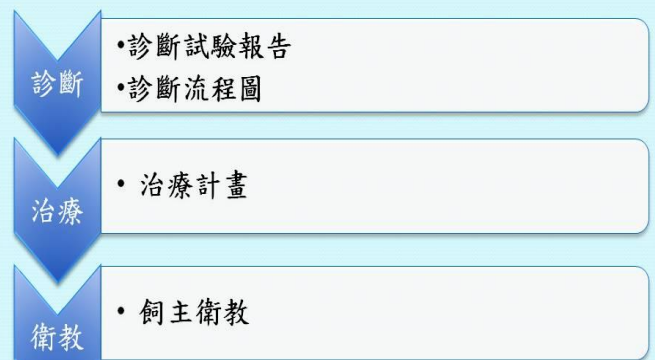 診斷
•診斷試驗報告
•診斷流程圖
治療
• 治療計畫
衛教
• 飼主衛教